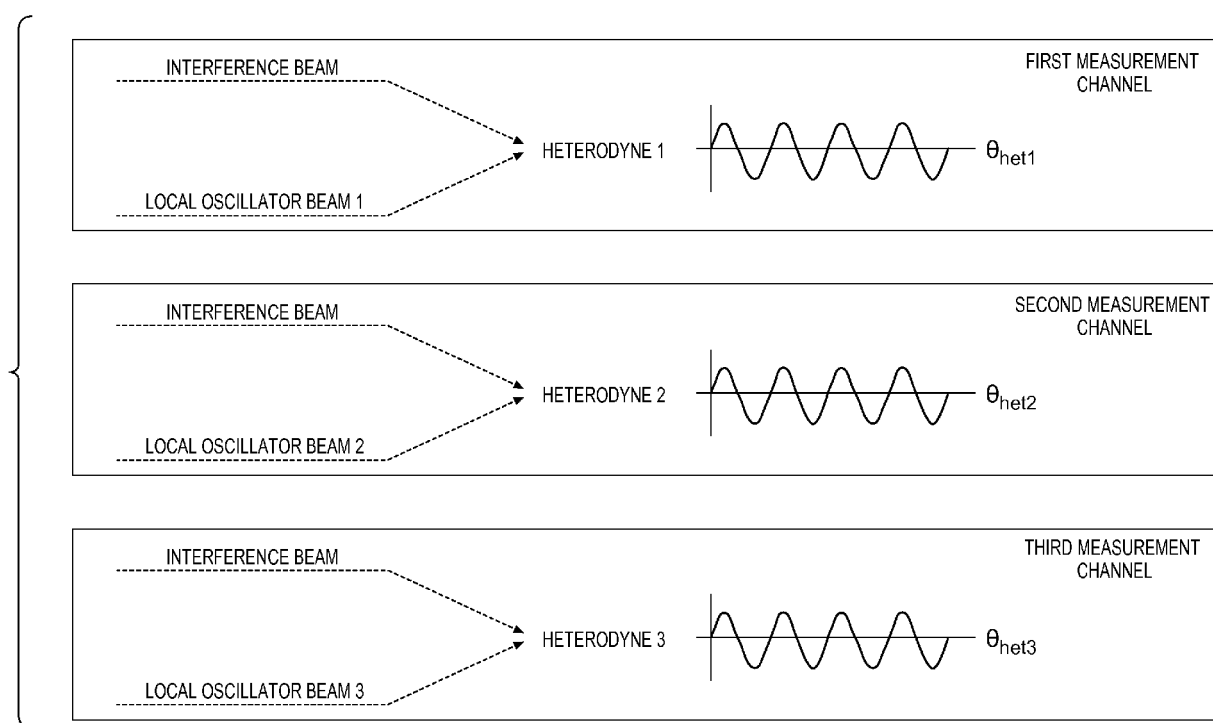 INTERFERENCE BEAM
FIRST MEASUREMENT
CHANNEL
HETERODYNE 1
θhet1
LOCAL OSCILLATOR BEAM 1
INTERFERENCE BEAM
SECOND MEASUREMENT
CHANNEL
HETERODYNE 2
θhet2
LOCAL OSCILLATOR BEAM 2
INTERFERENCE BEAM
THIRD MEASUREMENT
CHANNEL
HETERODYNE 3
θhet3
LOCAL OSCILLATOR BEAM 3